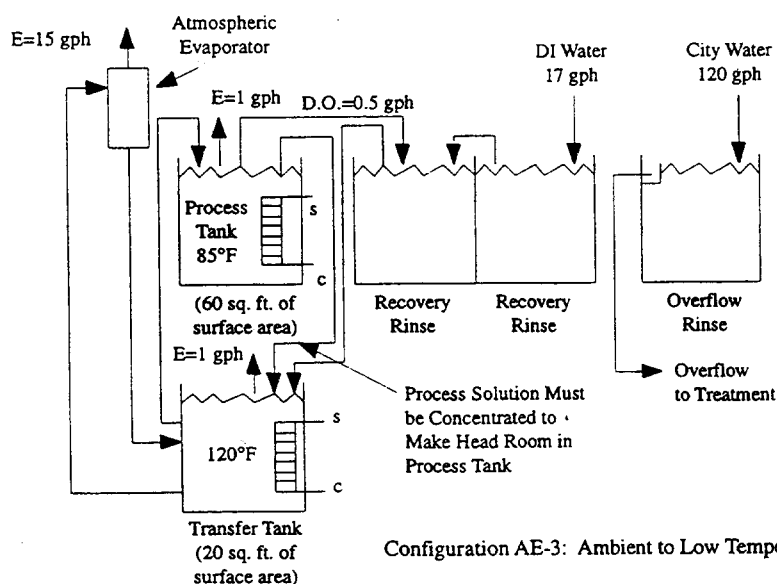 Atmospheric
Evaporator
E=15 gph
E=1 gph
D.O.=0.5 gph
DI Water
17 gph
City Water
120 gph
Process
Tank
85°F
s
c
(60 sq. ft. of
surface area)
Recovery
Rinse
Recovery
Rinse
Overflow
Rinse
E=1 gph
Overflow
to Treatment
Process Solution Must
be Concentrated to
Make Head Room in
Process Tank
120°F
s
c
Transfer Tank
(20 sq. ft. of
surface area)
Configuration AE-3: Ambient to Low Tempe